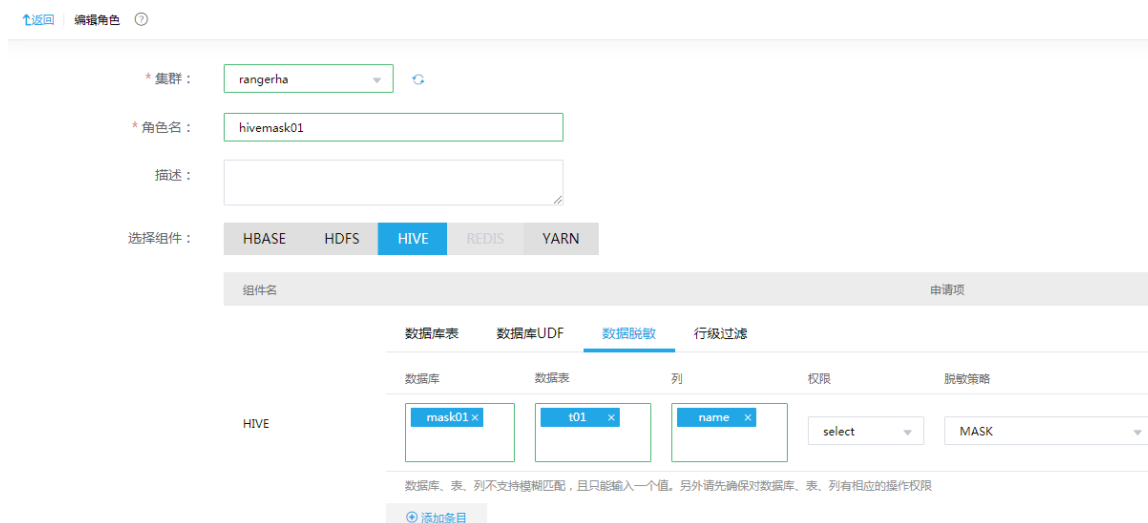 返回 编辑角色 ?
* 集群： rangerha
* 角色名： hivemask01
描述：
选择组件： HBASE HDFS HIVE REDIS YARN
组件名 申请项
数据库表 数据库UDF 数据脱敏 行级过滤
数据库 数据表 列 权限 脱敏策略
HIVE mask01 × t01 × name × select MASK
数据库、表、列不支持模糊匹配，且只能输入一个值。另外请先确保对数据库、表、列有相应的操作权限
添加条目